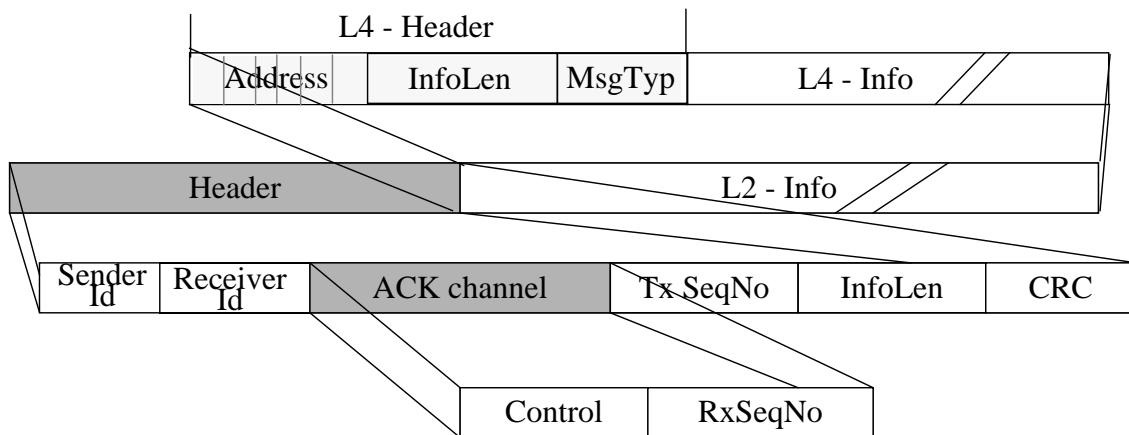 L4 - Header
Address InfoLen MsgTyp L4 - Info
Header L2 - Info
Sender Id Receiver Id ACK channel Tx SeqNo InfoLen CRC
Control RxSeqNo